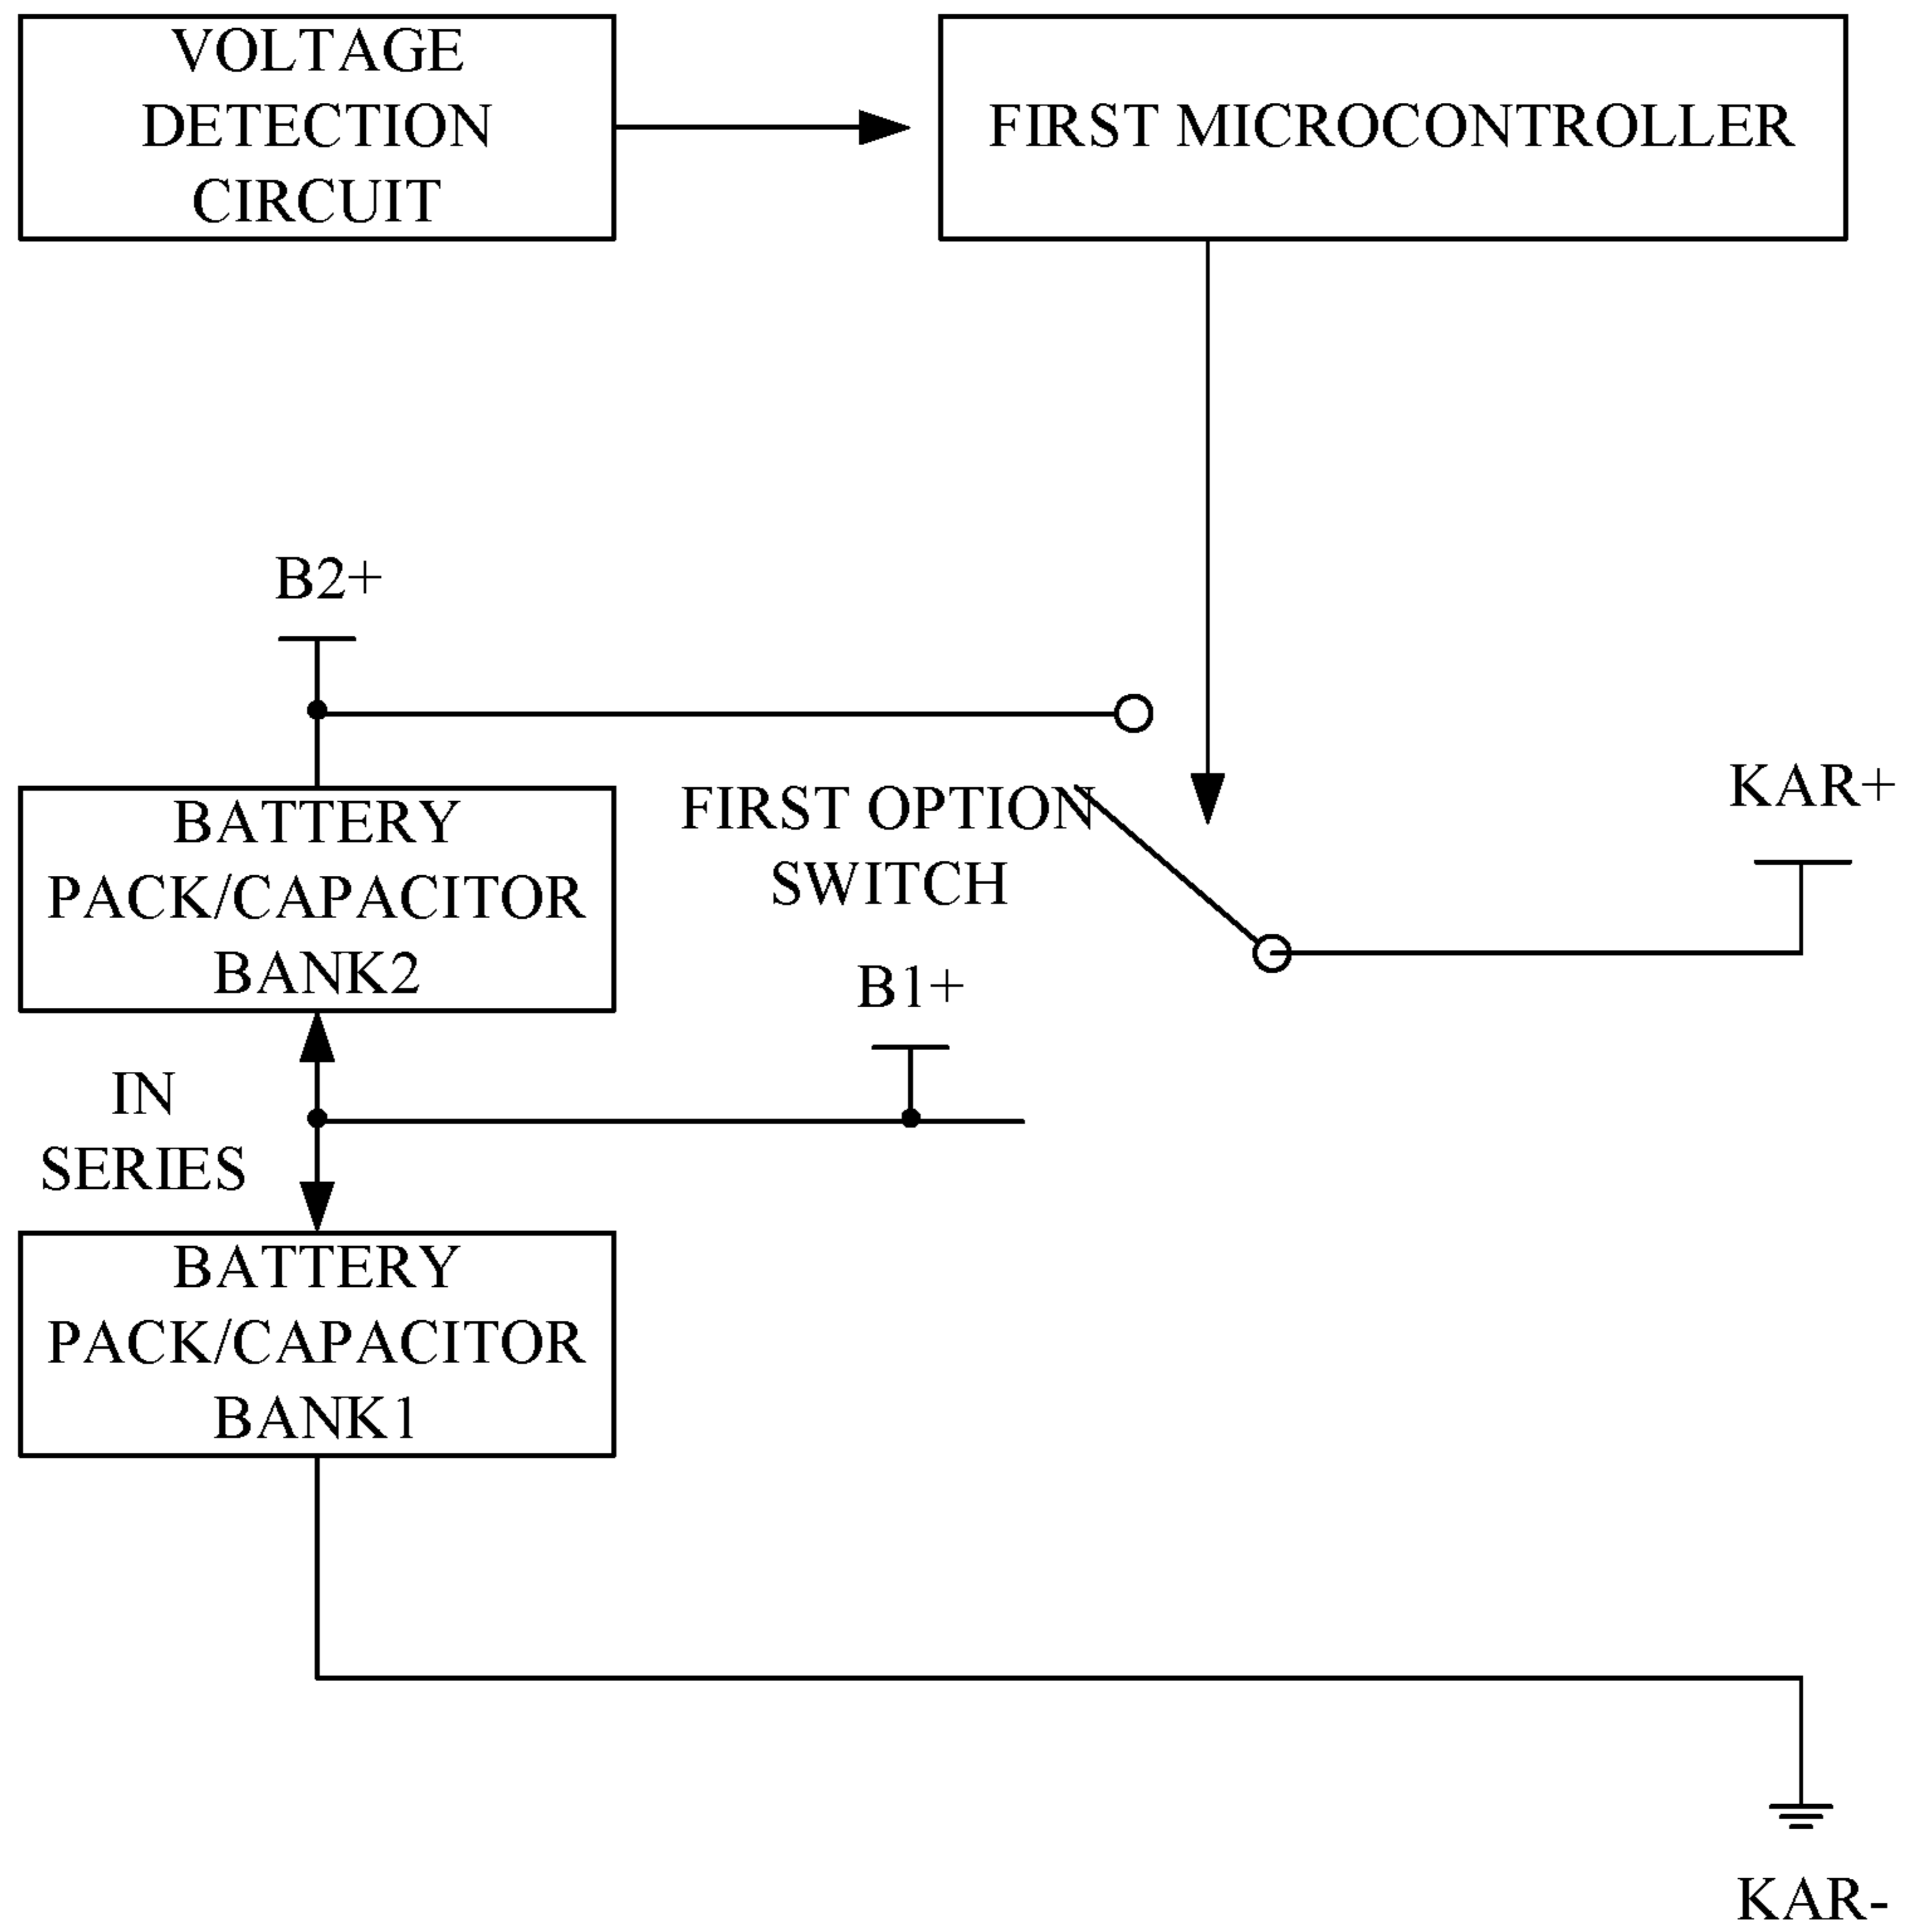 VOLTAGE
DETECTION
CIRCUIT
FIRST MICROCONTROLLER
B2+
BATTERY
PACK/CAPACITOR
BANK2
FIRST OPTION
SWITCH
KAR+
B1+
IN
SERIES
BATTERY
PACK/CAPACITOR
BANK1
KAR-